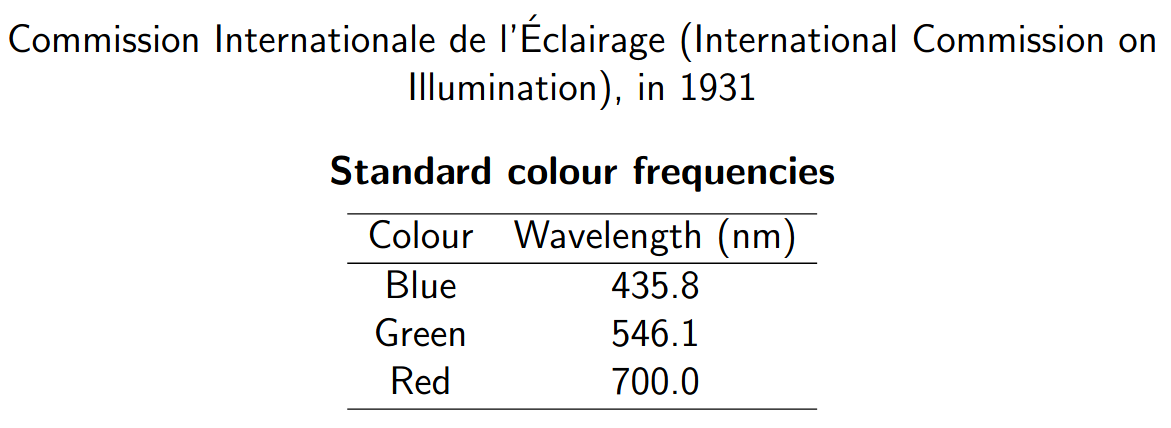 Commission Internationale de l'Éclairage (International Commission on
Illumination), in 1931
Standard colour frequencies
Colour Wavelength (nm)
Blue 435.8
Green 546.1
Red 700.0